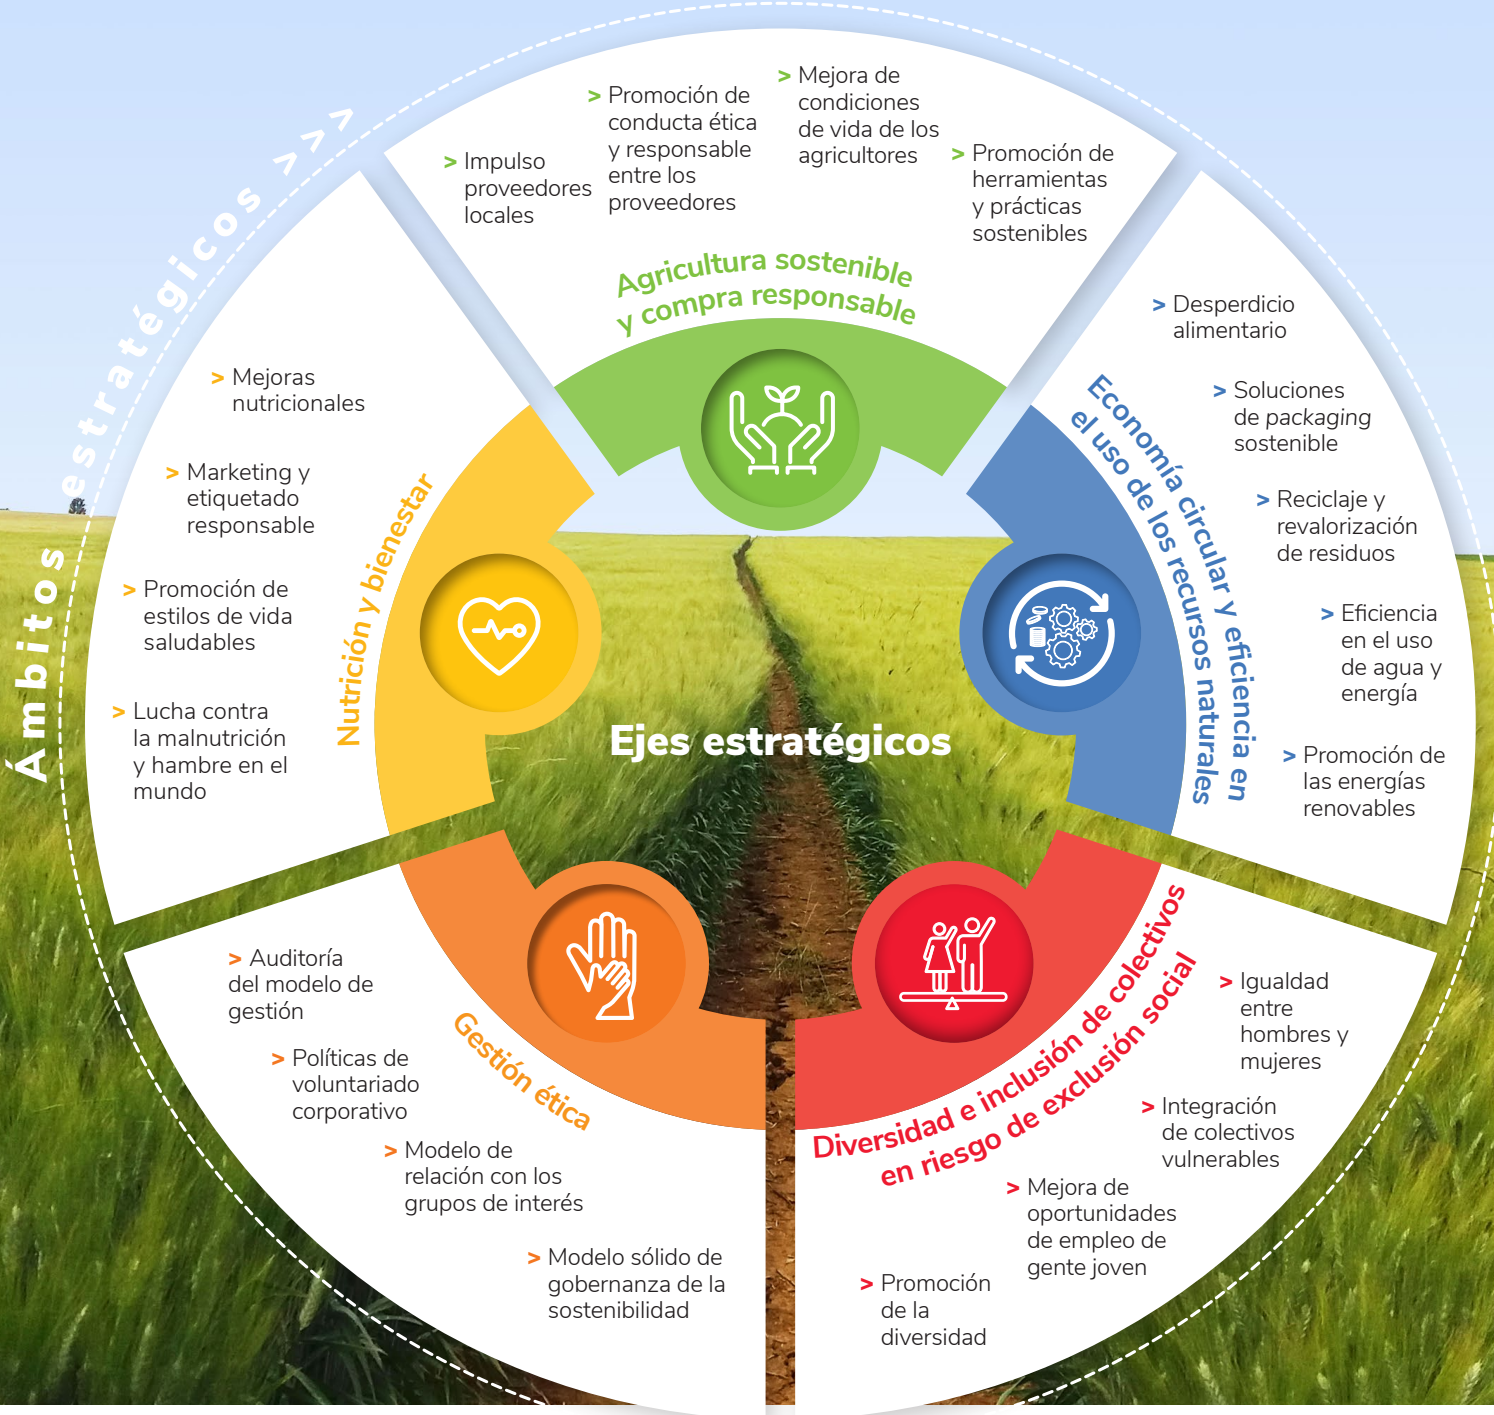 Ámbitos estratégicos >>>
> Impulso
proveedores
locales
> Promoción de
conducta ética
y responsable
entre los
proveedores
> Mejora de
condiciones
de vida de los
agricultores
> Promoción de
herramientas
y prácticas
sostenibles
Agricultura sostenible
y compra responsable
> Desperdicio
alimentario
> Soluciones
de packaging
sostenible
> Reciclaje y
revalorización
de residuos
> Eficiencia
en el uso
de agua y
energía
> Promoción de
las energías
renovables
Economía circular y eficiencia en
el uso de los recursos naturales
> Mejoras
nutricionales
> Marketing y
etiquetado
responsable
> Promoción de
estilos de vida
saludables
> Lucha contra
la malnutrición
y hambre en el
mundo
Nutrición y bienestar
Ejes estratégicos
> Auditoría
del modelo de
gestión
> Políticas de
voluntariado
corporativo
> Modelo de
relación con los
grupos de interés
> Modelo sólido de
gobernanza de la
sostenibilidad
Gestión ética
Diversidad e inclusión de colectivos
en riesgo de exclusión social
> Igualdad
entre
hombres y
mujeres
> Integración
de colectivos
vulnerables
> Mejora de
oportunidades
de empleo de
gente joven
> Promoción
de la
diversidad